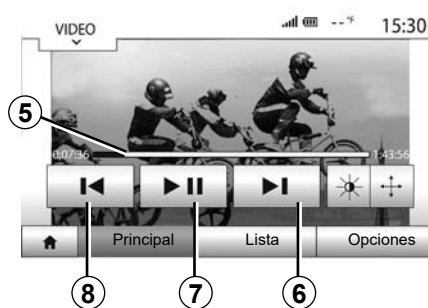 VIDEO
--°F
15:30
5
0:07:36
1:43:56
Principal
Lista
Opciones
8
7
6